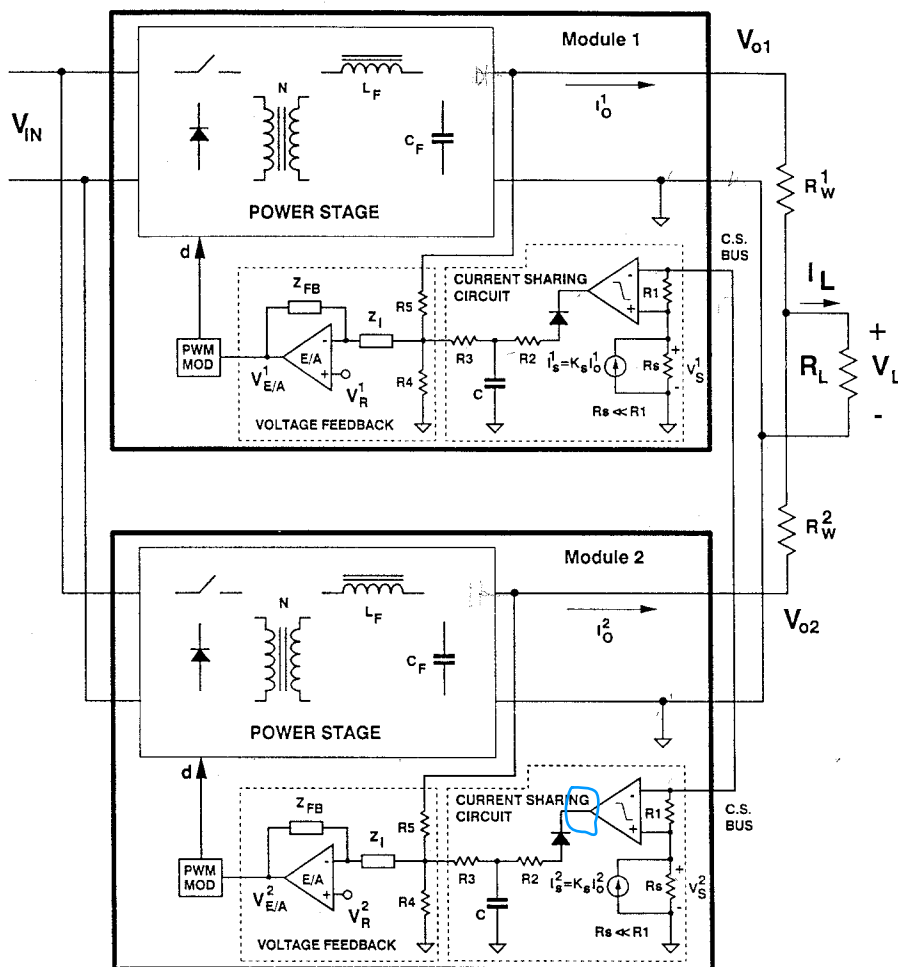 Module 1
V_o1
N
L_F
I_O^1
V_IN
C_F
R_W^1
POWER STAGE
d
C.S.
BUS
Z_FB
CURRENT SHARING
CIRCUIT
R5
R1
I_L
Z_I
PWM
MOD
E/A
R3
R2
I_s^1=K_s I_O^1
Rs
V_S^1
R_L
V_L
V_E/A^1
V_R^1
R4
C
Rs ≪ R1
VOLTAGE FEEDBACK
R_W^2
Module 2
N
L_F
I_O^2
V_o2
C_F
POWER STAGE
d
Z_FB
CURRENT SHARING
CIRCUIT
R5
R1
C.S.
BUS
Z_I
PWM
MOD
E/A
R3
R2
I_s^2=K_s I_O^2
Rs
V_S^2
V_E/A^2
V_R^2
R4
C
Rs ≪ R1
VOLTAGE FEEDBACK